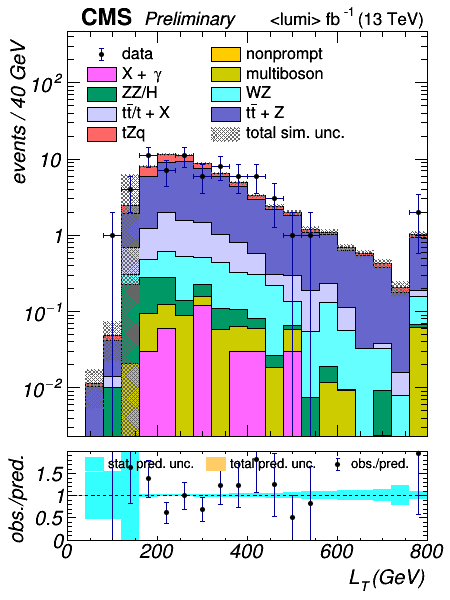 CMS Preliminary <lumi> fb⁻¹ (13 TeV)
events / 40 GeV
10²
10
1
10⁻¹
10⁻²
data
nonprompt
X + γ
multiboson
ZZ/H
WZ
tt̄/t + X
tt̄ + Z
tZq
total sim. unc.
obs./pred.
1.5
1
0.5
0
stat. pred. unc.
total pred. unc.
obs./pred.
0 200 400 600 800
L_T(GeV)